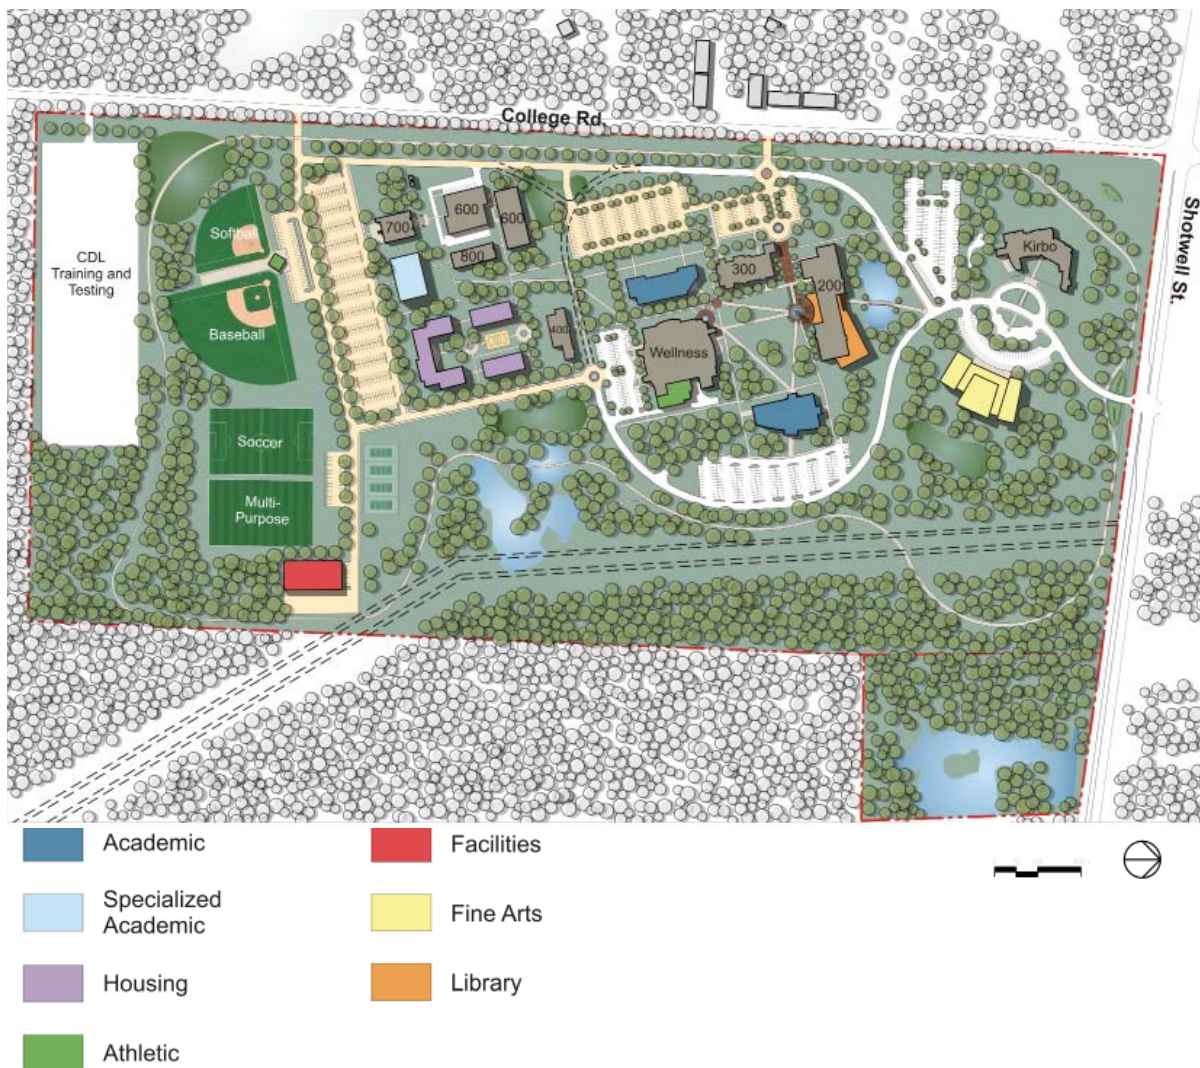 College Rd.
Shotwell St.
CDL
Training and
Testing
Softball
Baseball
Soccer
Multi-
Purpose
700
600
600
800
400
300
200
Wellness
Kirbo
Academic
Specialized
Academic
Housing
Athletic
Facilities
Fine Arts
Library